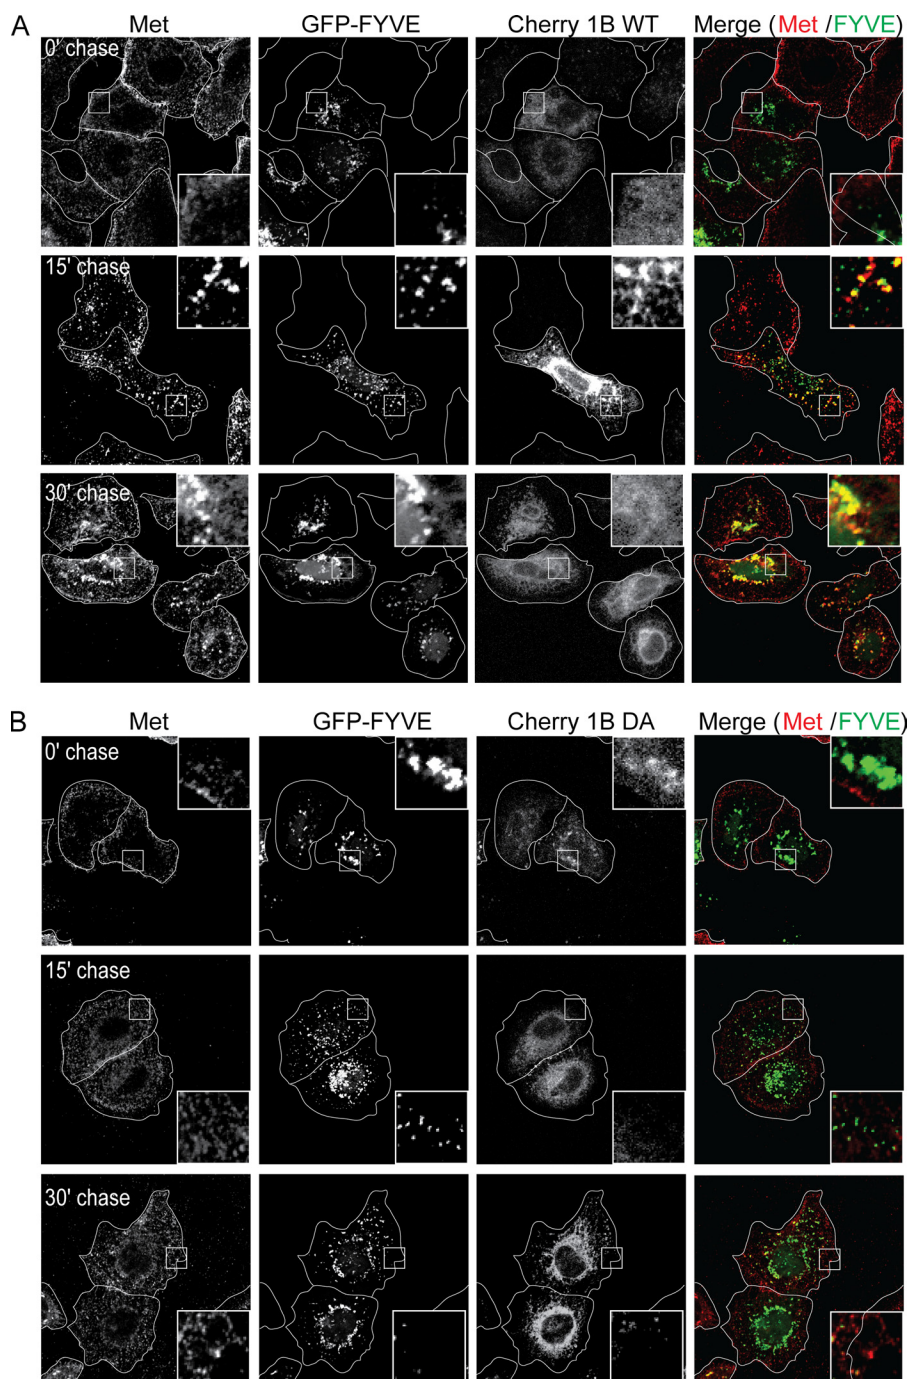 A Met GFP-FYVE Cherry 1B WT Merge (Met /FYVE)
0' chase
15' chase
30' chase
B Met GFP-FYVE Cherry 1B DA Merge (Met /FYVE)
0' chase
15' chase
30' chase